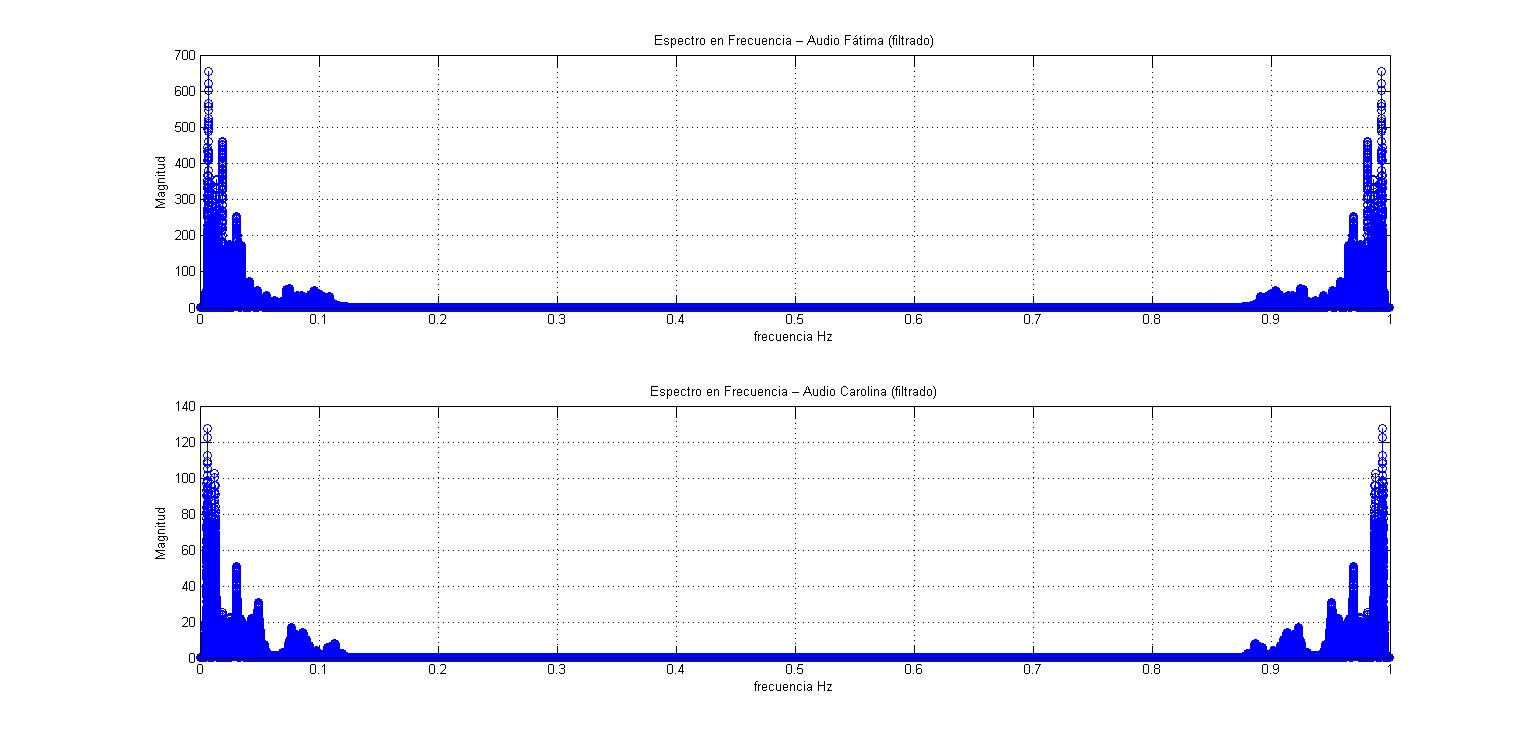 Espectro en Frecuencia – Audio Fátima (filtrado)
700
600
500
400
300
200
100
0
Magnitud
0 0.1 0.2 0.3 0.4 0.5 0.6 0.7 0.8 0.9 1
frecuencia Hz
Espectro en Frecuencia – Audio Carolina (filtrado)
140
120
100
80
60
40
20
0
Magnitud
0 0.1 0.2 0.3 0.4 0.5 0.6 0.7 0.8 0.9 1
frecuencia Hz